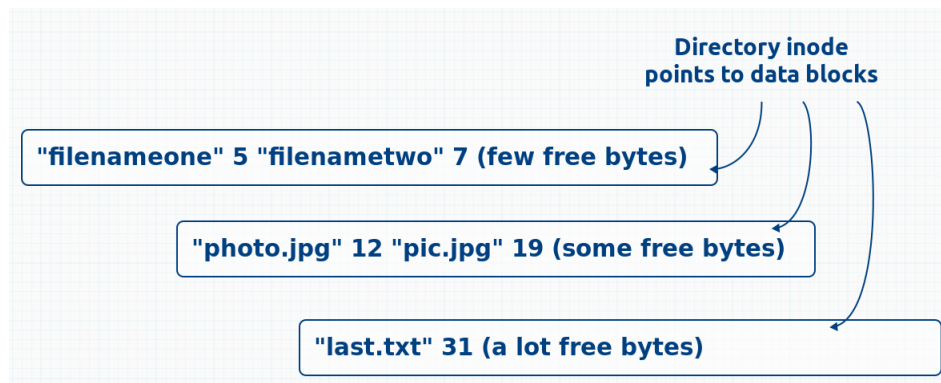 Directory inode
points to data blocks
"filenameone" 5 "filenametwo" 7 (few free bytes)
"photo.jpg" 12 "pic.jpg" 19 (some free bytes)
"last.txt" 31 (a lot free bytes)